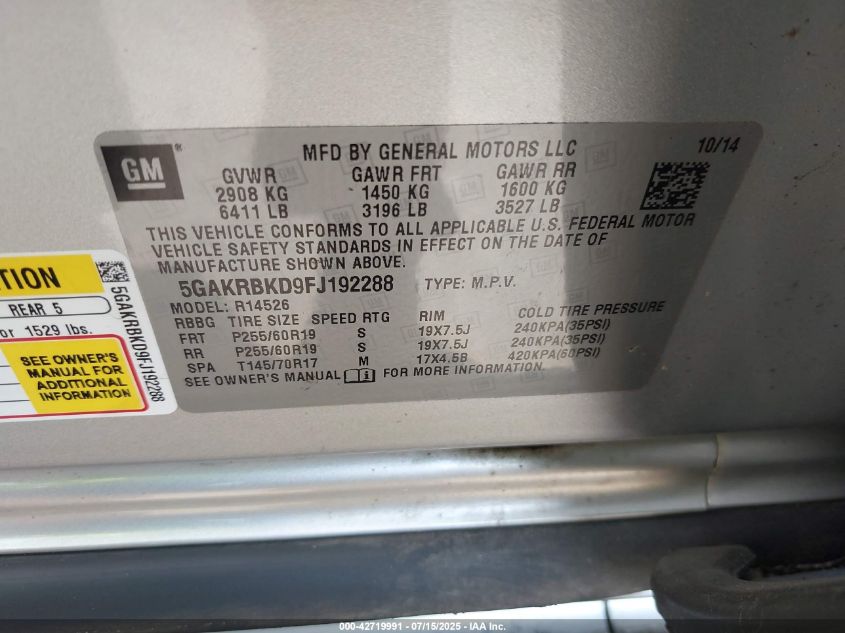 GM
MFD BY GENERAL MOTORS LLC 10/14
GVWR GAWR FRT GAWR RR
2908 KG 1450 KG 1600 KG
6411 LB 3196 LB 3527 LB
THIS VEHICLE CONFORMS TO ALL APPLICABLE U.S. FEDERAL MOTOR
VEHICLE SAFETY STANDARDS IN EFFECT ON THE DATE OF
MANUFACTURE SHOWN ABOVE.
5GAKRBKD9FJ192288 TYPE: M.P.V.
MODEL: R14526
RBBG TIRE SIZE SPEED RTG RIM COLD TIRE PRESSURE
FRT P255/60R19 S 19X7.5J 240KPA(35PSI)
RR P255/60R19 S 19X7.5J 240KPA(35PSI)
SPA T145/70R17 M 17X4.5B 420KPA(60PSI)
SEE OWNER'S MANUAL FOR MORE INFORMATION.
TION
REAR 5
or 1529 lbs.
SEE OWNER'S
MANUAL FOR
ADDITIONAL
INFORMATION
5GAKRBKD9FJ192288
000-42719991 - 07/15/2025 - IAA Inc.